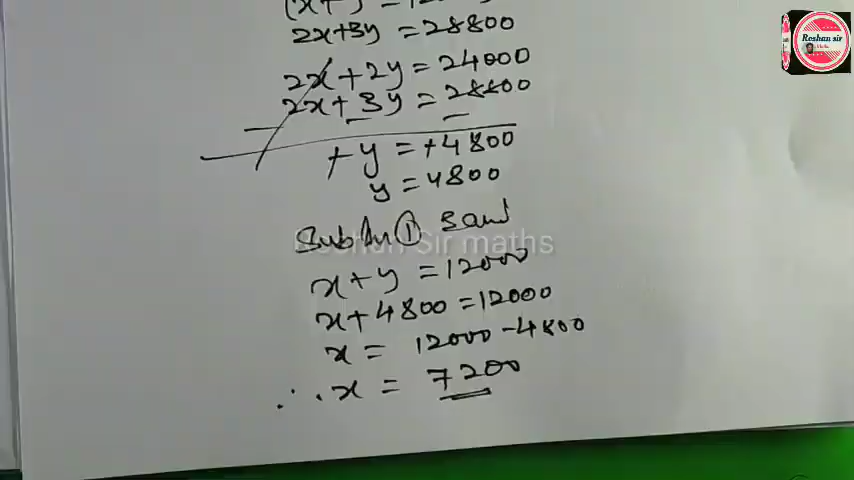 2x+3y = 28800
2x + 2y = 24000
2x + 3y = 28800
+ y = +4800
y = 4800
Sub in ①
Roshan Sir maths
x + y = 12000
x + 4800 = 12000
x = 12000 - 4800
∴ x = 7200
Roshan sir